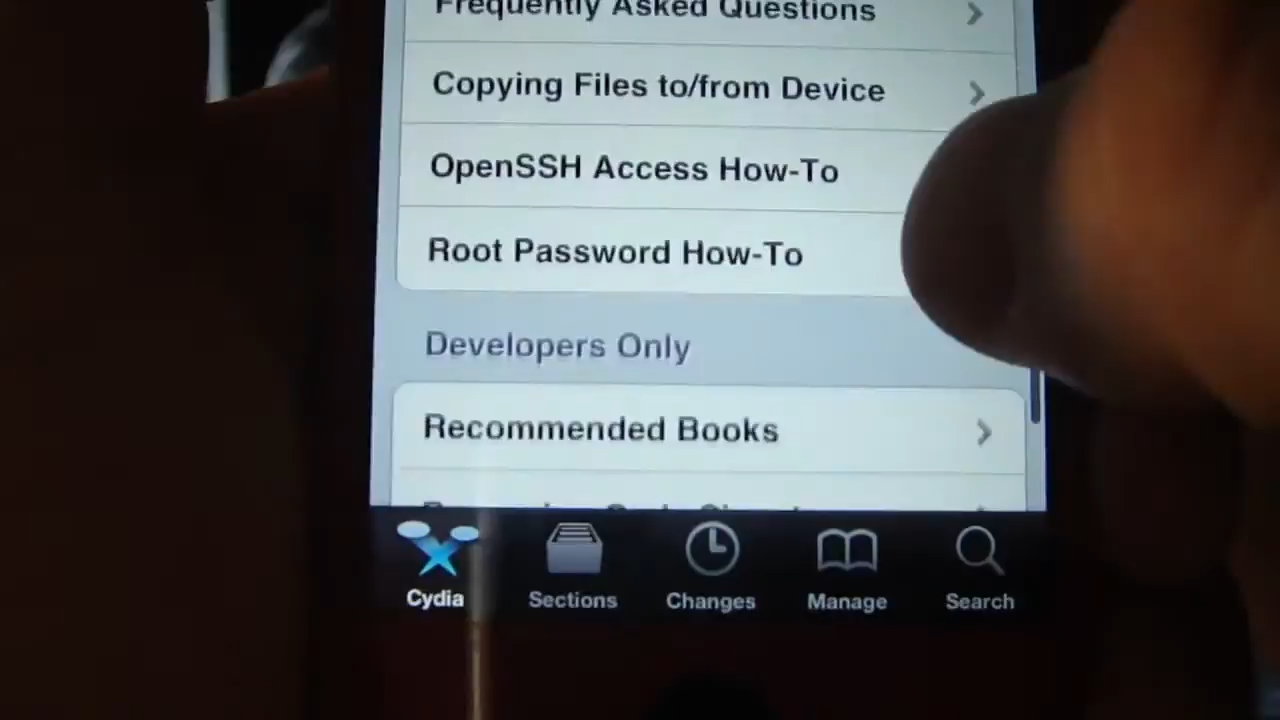 Frequently Asked Questions
Copying Files to/from Device
OpenSSH Access How-To
Root Password How-To
Developers Only
Recommended Books
Cydia
Sections
Changes
Manage
Search